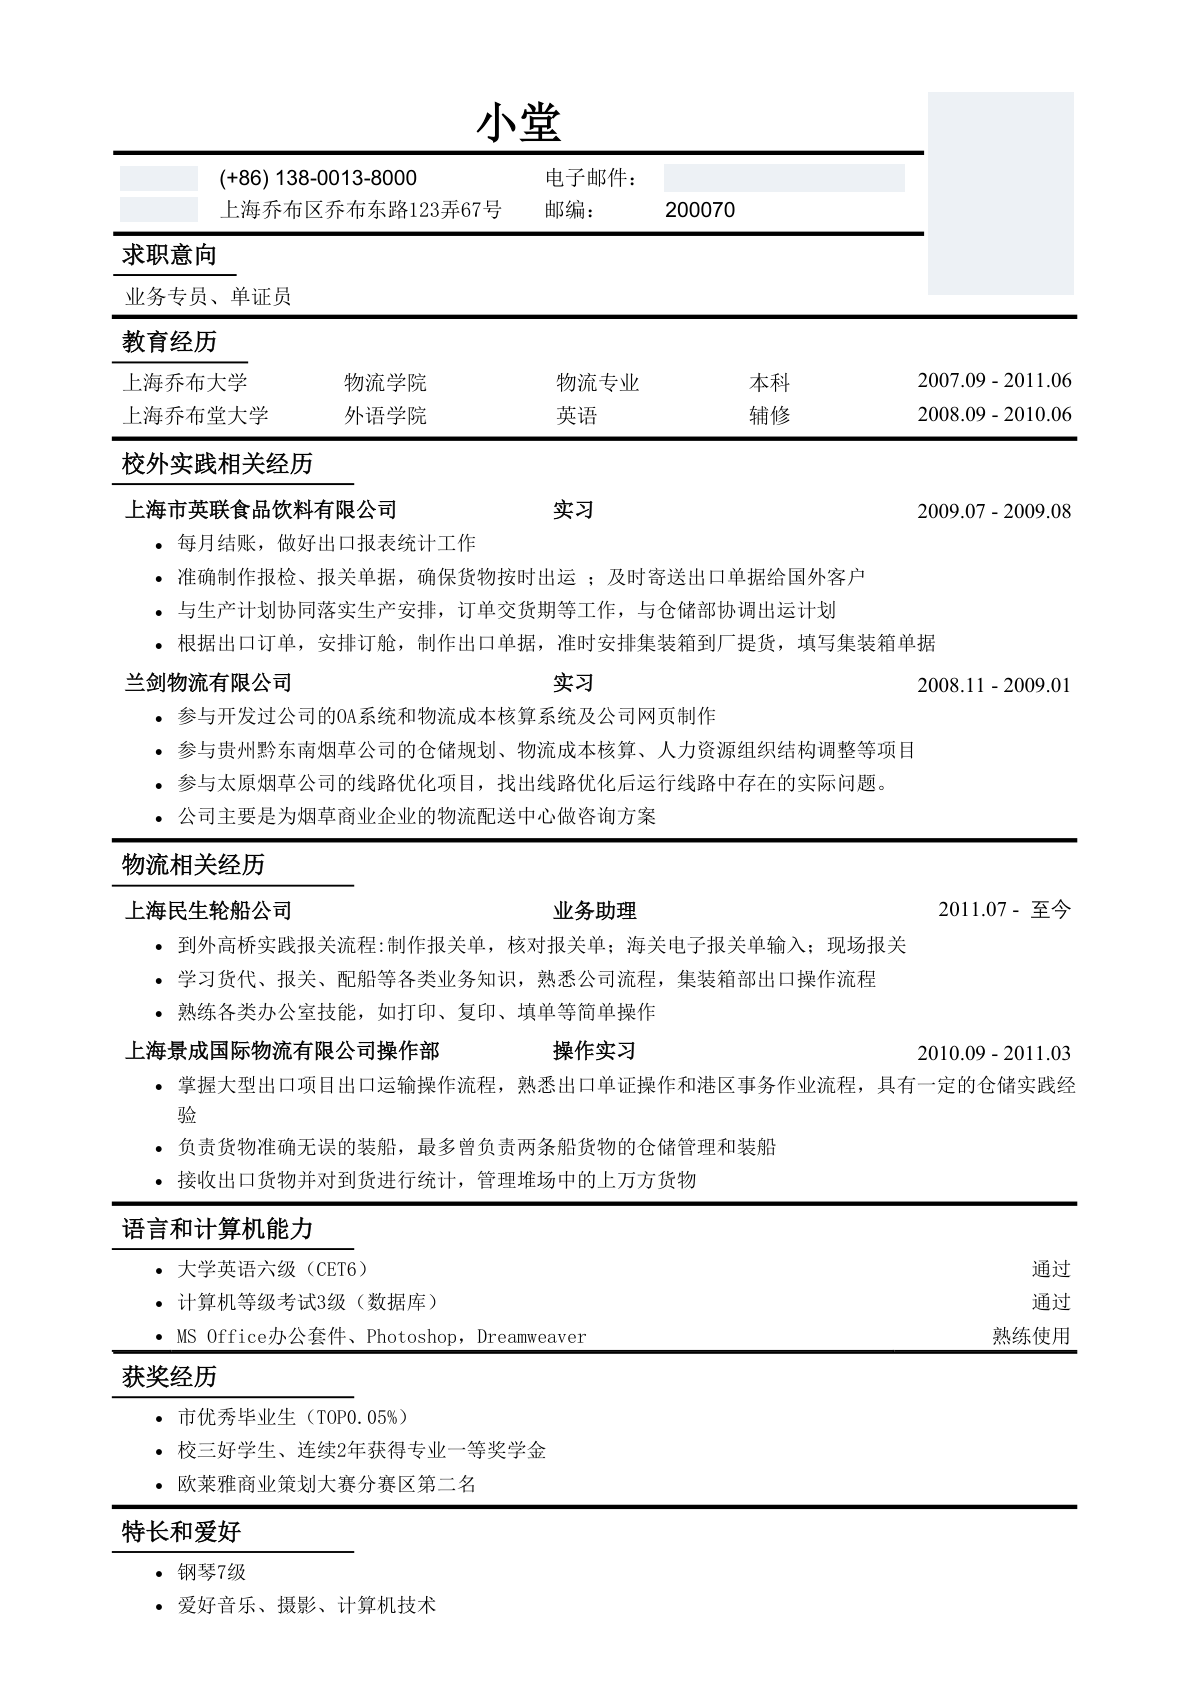 小堂
(+86) 138-0013-8000 电子邮件：
上海乔布区乔布东路123弄67号 邮编： 200070
求职意向
业务专员、单证员
教育经历
上海乔布大学 物流学院 物流专业 本科 2007.09 - 2011.06
上海乔布堂大学 外语学院 英语 辅修 2008.09 - 2010.06
校外实践相关经历
上海市英联食品饮料有限公司 实习 2009.07 - 2009.08
• 每月结账，做好出口报表统计工作
• 准确制作报检、报关单据，确保货物按时出运 ；及时寄送出口单据给国外客户
• 与生产计划协同落实生产安排，订单交货期等工作，与仓储部协调出运计划
• 根据出口订单，安排订舱，制作出口单据，准时安排集装箱到厂提货，填写集装箱单据
兰剑物流有限公司 实习 2008.11 - 2009.01
• 参与开发过公司的OA系统和物流成本核算系统及公司网页制作
• 参与贵州黔东南烟草公司的仓储规划、物流成本核算、人力资源组织结构调整等项目
• 参与太原烟草公司的线路优化项目，找出线路优化后运行线路中存在的实际问题。
• 公司主要是为烟草商业企业的物流配送中心做咨询方案
物流相关经历
上海民生轮船公司 业务助理 2011.07 - 至今
• 到外高桥实践报关流程:制作报关单，核对报关单；海关电子报关单输入；现场报关
• 学习货代、报关、配船等各类业务知识，熟悉公司流程，集装箱部出口操作流程
• 熟练各类办公室技能，如打印、复印、填单等简单操作
上海景成国际物流有限公司操作部 操作实习 2010.09 - 2011.03
• 掌握大型出口项目出口运输操作流程，熟悉出口单证操作和港区事务作业流程，具有一定的仓储实践经
验
• 负责货物准确无误的装船，最多曾负责两条船货物的仓储管理和装船
• 接收出口货物并对到货进行统计，管理堆场中的上万方货物
语言和计算机能力
• 大学英语六级（CET6） 通过
• 计算机等级考试3级（数据库） 通过
• MS Office办公套件、Photoshop，Dreamweaver 熟练使用
获奖经历
• 市优秀毕业生（TOP0.05%）
• 校三好学生、连续2年获得专业一等奖学金
• 欧莱雅商业策划大赛分赛区第二名
特长和爱好
• 钢琴7级
• 爱好音乐、摄影、计算机技术